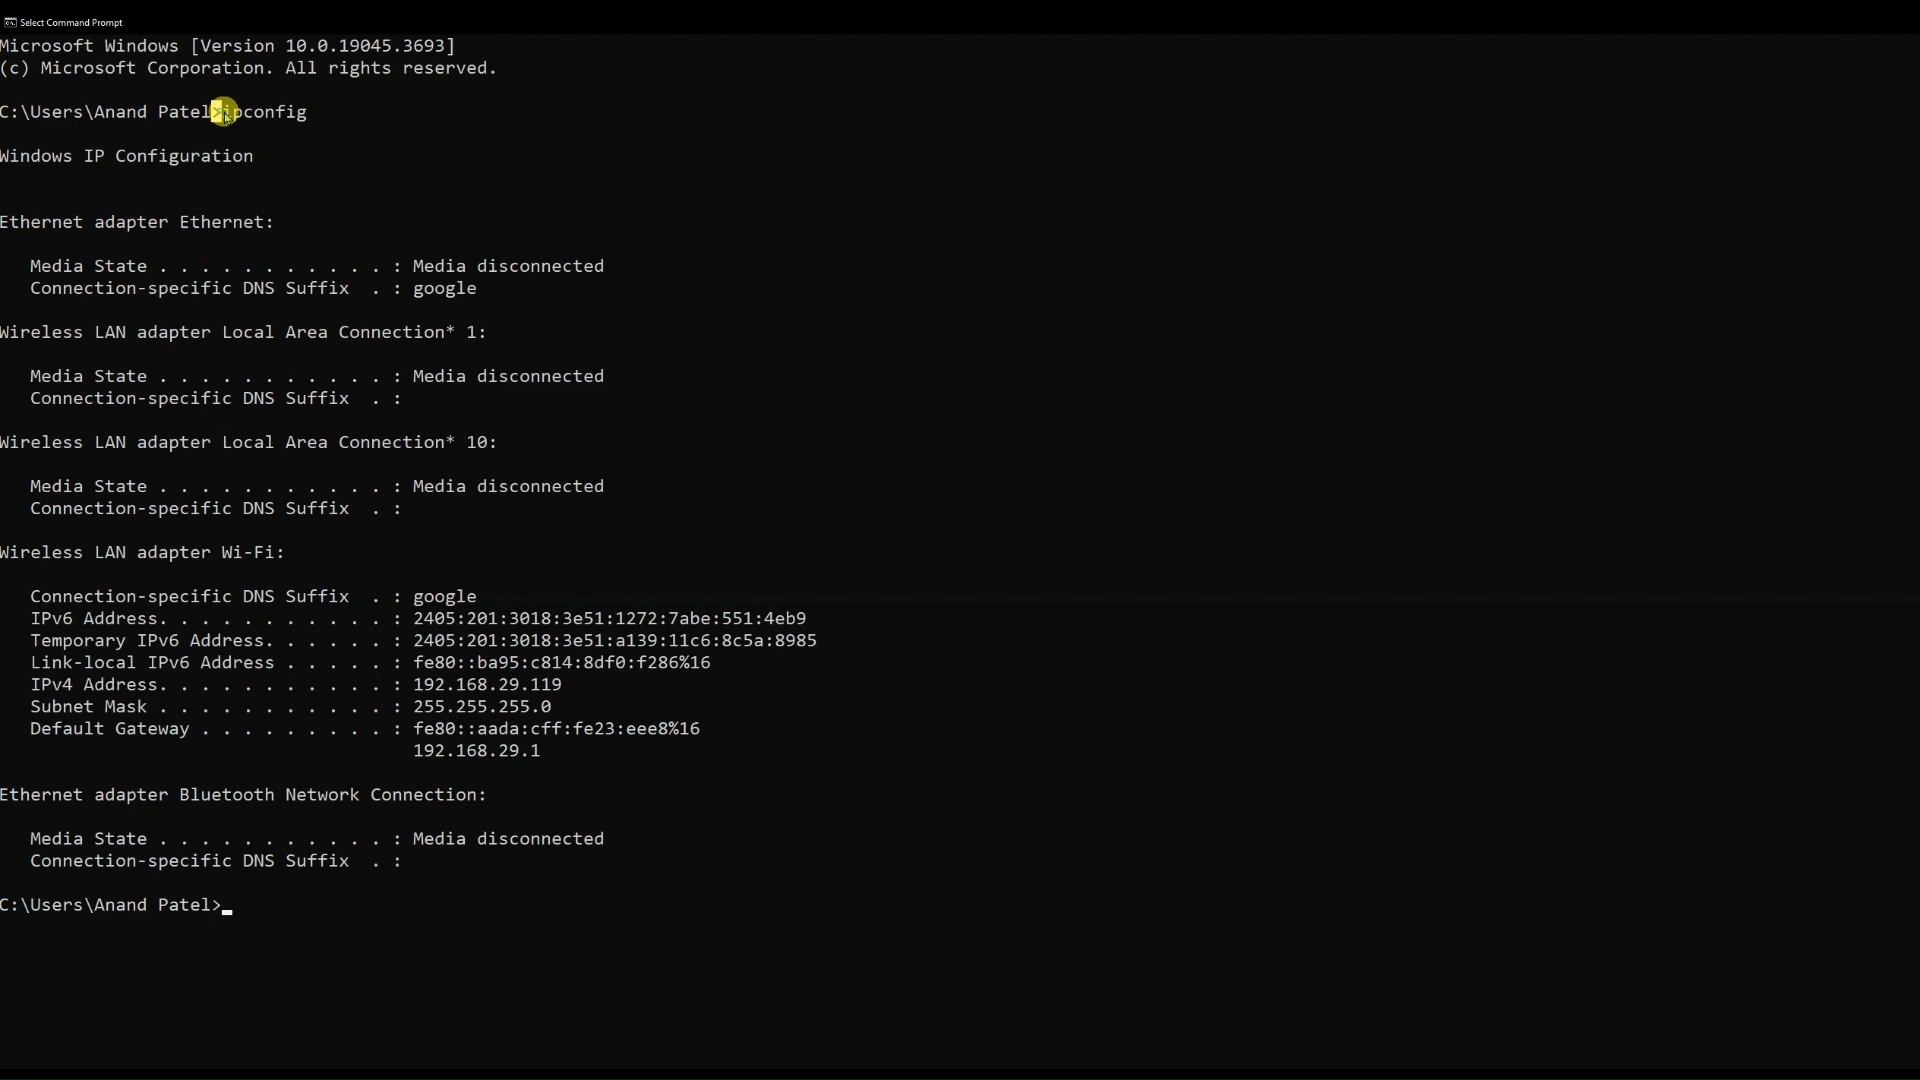 Select Command Prompt
Microsoft Windows [Version 10.0.19045.3693]
(c) Microsoft Corporation. All rights reserved.
C:\Users\Anand Patel>ipconfig
Windows IP Configuration
Ethernet adapter Ethernet:
Media State . . . . . . . . . . . : Media disconnected
Connection-specific DNS Suffix  . : google
Wireless LAN adapter Local Area Connection* 1:
Media State . . . . . . . . . . . : Media disconnected
Connection-specific DNS Suffix  . :
Wireless LAN adapter Local Area Connection* 10:
Media State . . . . . . . . . . . : Media disconnected
Connection-specific DNS Suffix  . :
Wireless LAN adapter Wi-Fi:
Connection-specific DNS Suffix  . : google
IPv6 Address. . . . . . . . . . . : 2405:201:3018:3e51:1272:7abe:551:4eb9
Temporary IPv6 Address. . . . . . : 2405:201:3018:3e51:a139:11c6:8c5a:8985
Link-local IPv6 Address . . . . . : fe80::ba95:c814:8df0:f286%16
IPv4 Address. . . . . . . . . . . : 192.168.29.119
Subnet Mask . . . . . . . . . . . : 255.255.255.0
Default Gateway . . . . . . . . . : fe80::aada:cff:fe23:eee8%16
192.168.29.1
Ethernet adapter Bluetooth Network Connection:
Media State . . . . . . . . . . . : Media disconnected
Connection-specific DNS Suffix  . :
C:\Users\Anand Patel>